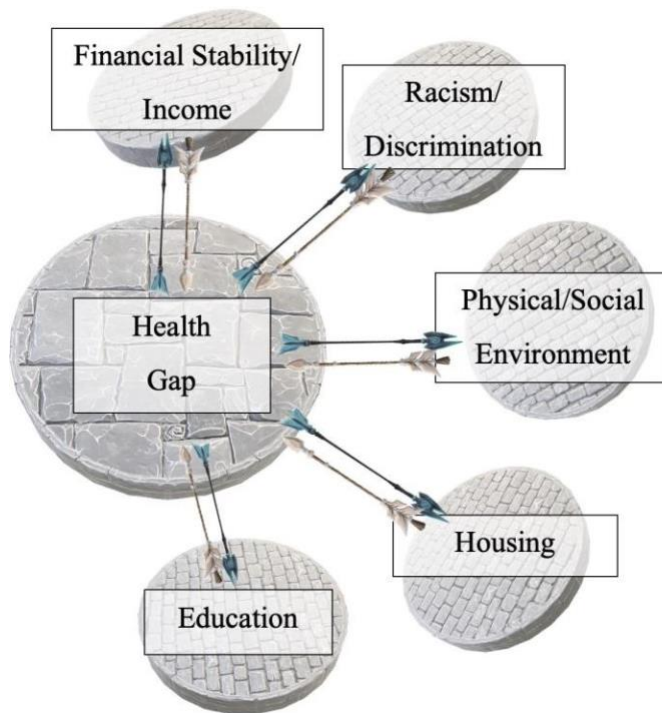 Financial Stability/
Income
Racism/
Discrimination
Physical/Social
Environment
Health
Gap
Housing
Education